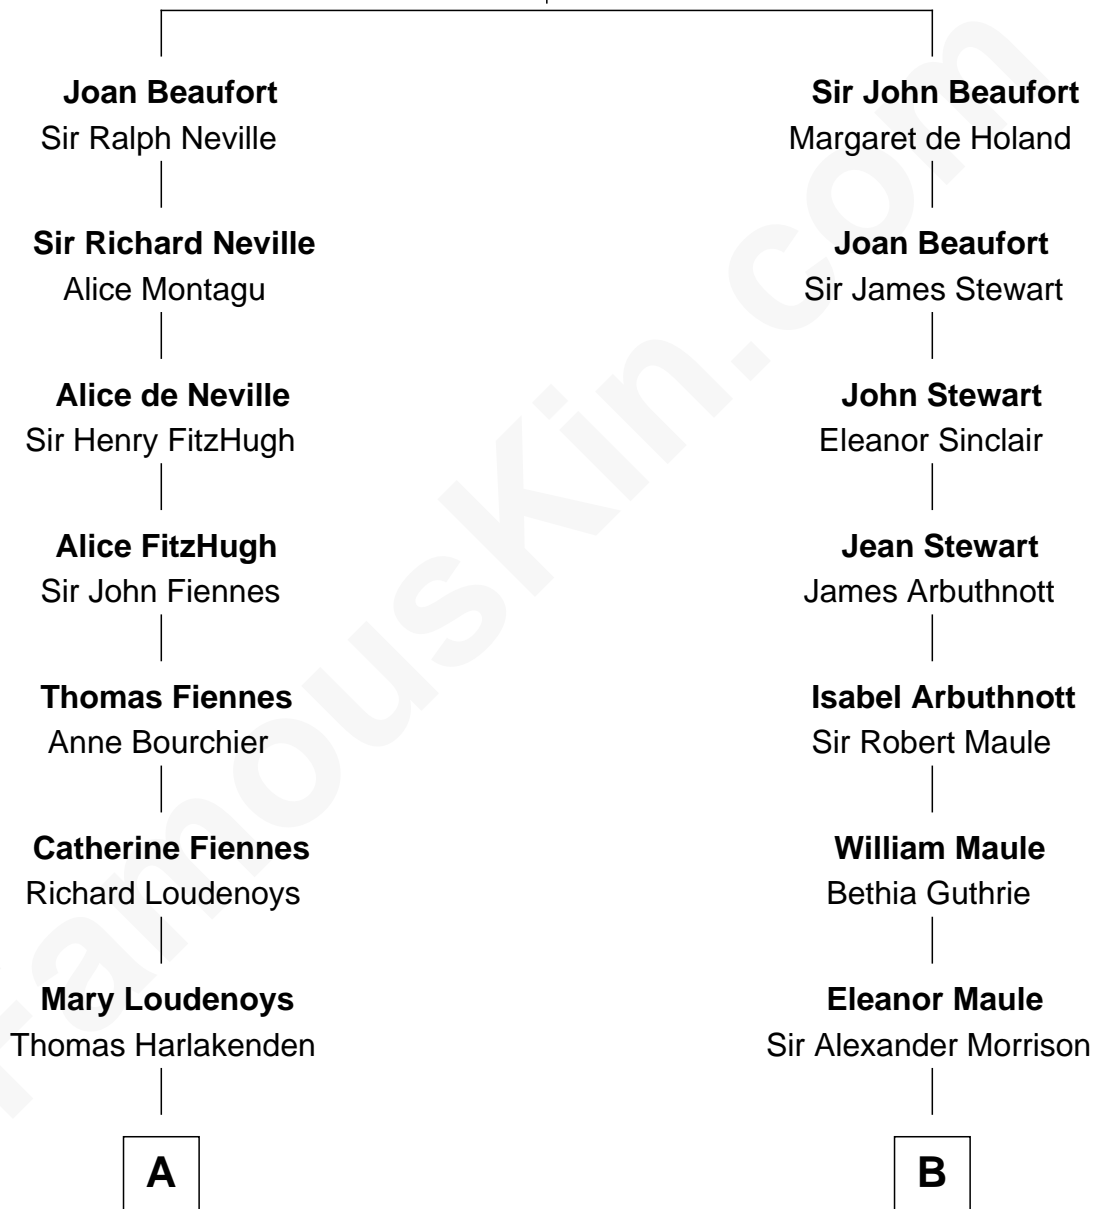 Joan Beaufort
Sir Ralph Neville
Sir Richard Neville
Alice Montagu
Alice de Neville
Sir Henry FitzHugh
Alice FitzHugh
Sir John Fiennes
Thomas Fiennes
Anne Bourchier
Catherine Fiennes
Richard Loudenoys
Mary Loudenoys
Thomas Harlakenden
A
Sir John Beaufort
Margaret de Holand
Joan Beaufort
Sir James Stewart
John Stewart
Eleanor Sinclair
Jean Stewart
James Arbuthnott
Isabel Arbuthnott
Sir Robert Maule
William Maule
Bethia Guthrie
Eleanor Maule
Sir Alexander Morrison
B
FamousKin.com